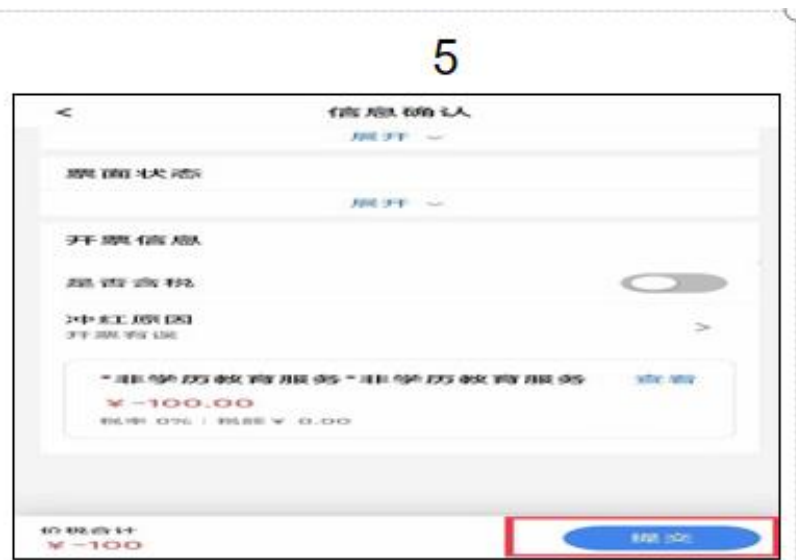 5
<
信息确认
展开
票面状态
展开
开票信息
是否含税
冲红原因
开票有误
>
*非学历教育服务*非学历教育服务 查看
¥-100.00
税率 0% | 税额¥ 0.00
价税合计
¥-100
提交